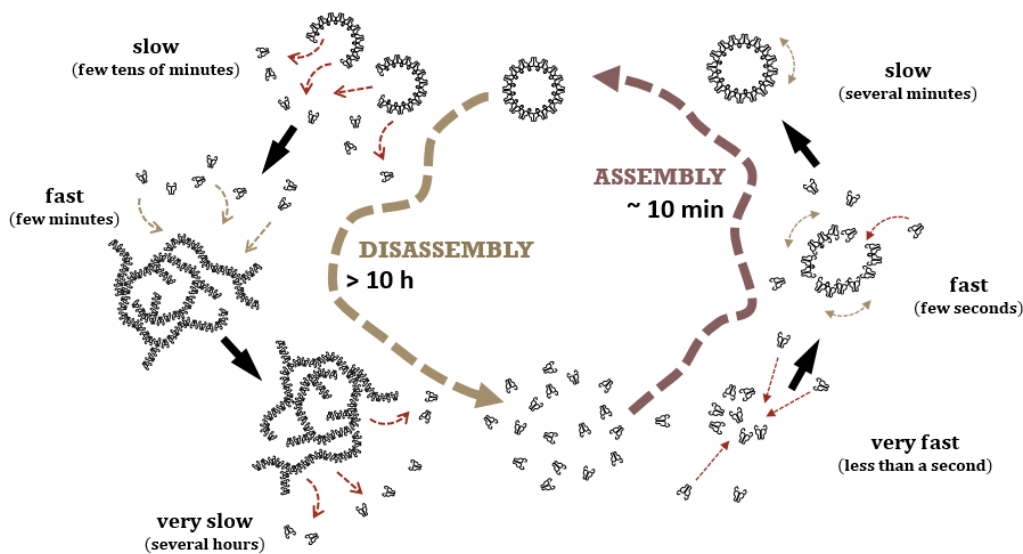 slow
(few tens of minutes)
slow
(several minutes)
ASSEMBLY
~ 10 min
fast
(few minutes)
DISASSEMBLY
> 10 h
fast
(few seconds)
very fast
(less than a second)
very slow
(several hours)